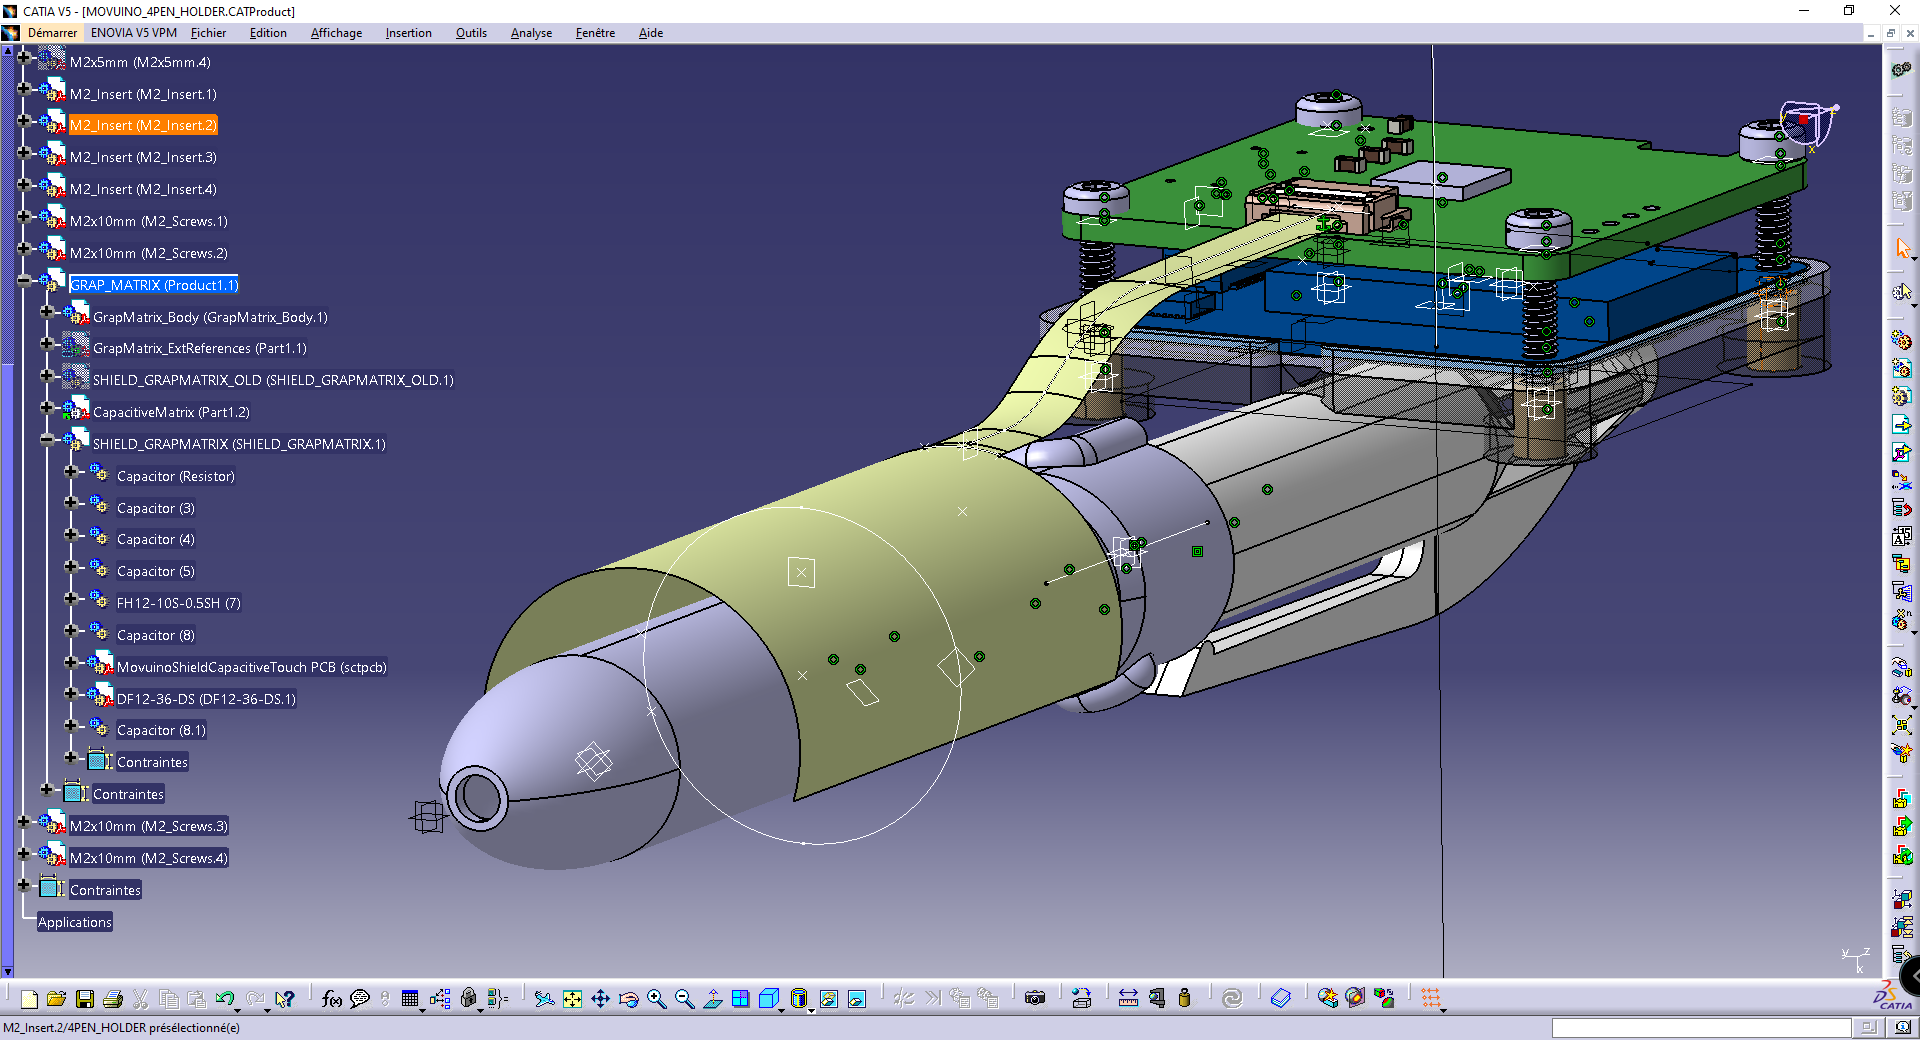 CATIA V5 - [MOVUINO_4PEN_HOLDER.CATProduct]
Démarrer ENOVIA V5 VPM Fichier Edition Affichage Insertion Outils Analyse Fenêtre Aide
M2x5mm (M2x5mm.4)
M2_Insert (M2_Insert.1)
M2_Insert (M2_Insert.2)
M2_Insert (M2_Insert.3)
M2_Insert (M2_Insert.4)
M2x10mm (M2_Screws.1)
M2x10mm (M2_Screws.2)
GRAP_MATRIX (Product1.1)
GrapMatrix_Body (GrapMatrix_Body.1)
GrapMatrix_ExtReferences (Part1.1)
SHIELD_GRAPMATRIX_OLD (SHIELD_GRAPMATRIX_OLD.1)
CapacitiveMatrix (Part1.2)
SHIELD_GRAPMATRIX (SHIELD_GRAPMATRIX.1)
Capacitor (Resistor)
Capacitor (3)
Capacitor (4)
Capacitor (5)
FH12-10S-0.5SH (7)
Capacitor (8)
MovuinoShieldCapacitiveTouch PCB (sctpcb)
DF12-36-DS (DF12-36-DS.1)
Capacitor (8.1)
Contraintes
Contraintes
M2x10mm (M2_Screws.3)
M2x10mm (M2_Screws.4)
Contraintes
Applications
x
y z
x
f(x)
DS CATIA
M2_Insert.2/4PEN_HOLDER présélectionné(e)